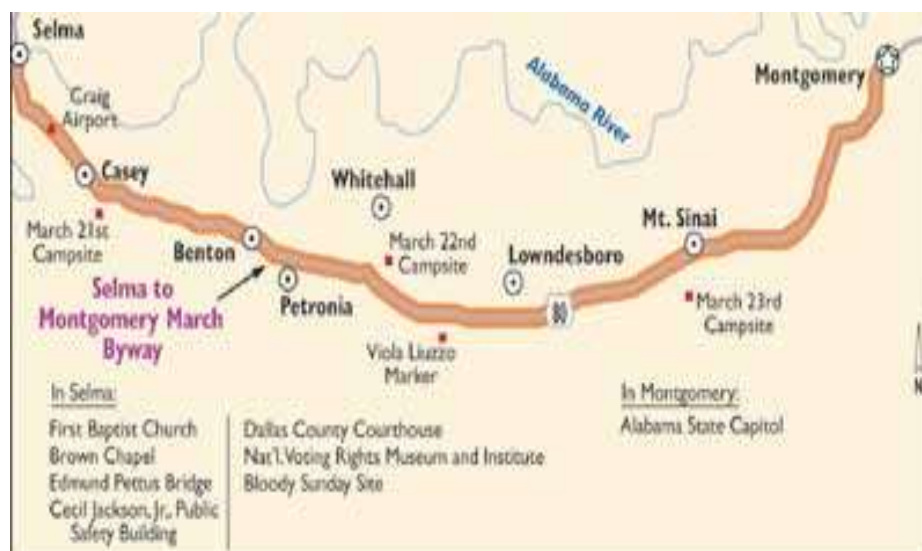 Selma
Graig
Airport
Casey
March 21st
Campsite
Benton
Selma to
Montgomery March
Byway
Petronia
Whitehall
March 22nd
Campsite
Viola Liuzzo
Marker
Alabama River
Lowndesboro
80
Mt. Sinai
March 23rd
Campsite
Montgomery
N
In Selma:
First Baptist Church
Brown Chapel
Edmund Pettus Bridge
Cecil Jackson, Jr., Public
Safety Building
Dallas County Courthouse
Nat'l. Voting Rights Museum and Institute
Bloody Sunday Site
In Montgomery:
Alabama State Capitol